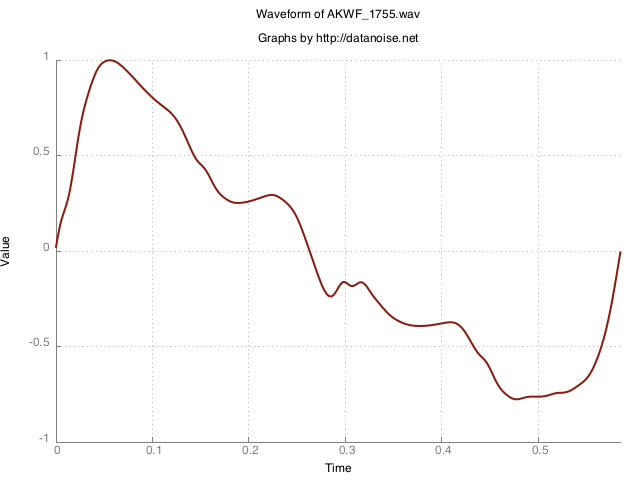 Waveform of AKWF_1755.wav
Graphs by http://datanoise.net
1
0.5
0
-0.5
-1
Value
0 0.1 0.2 0.3 0.4 0.5
Time